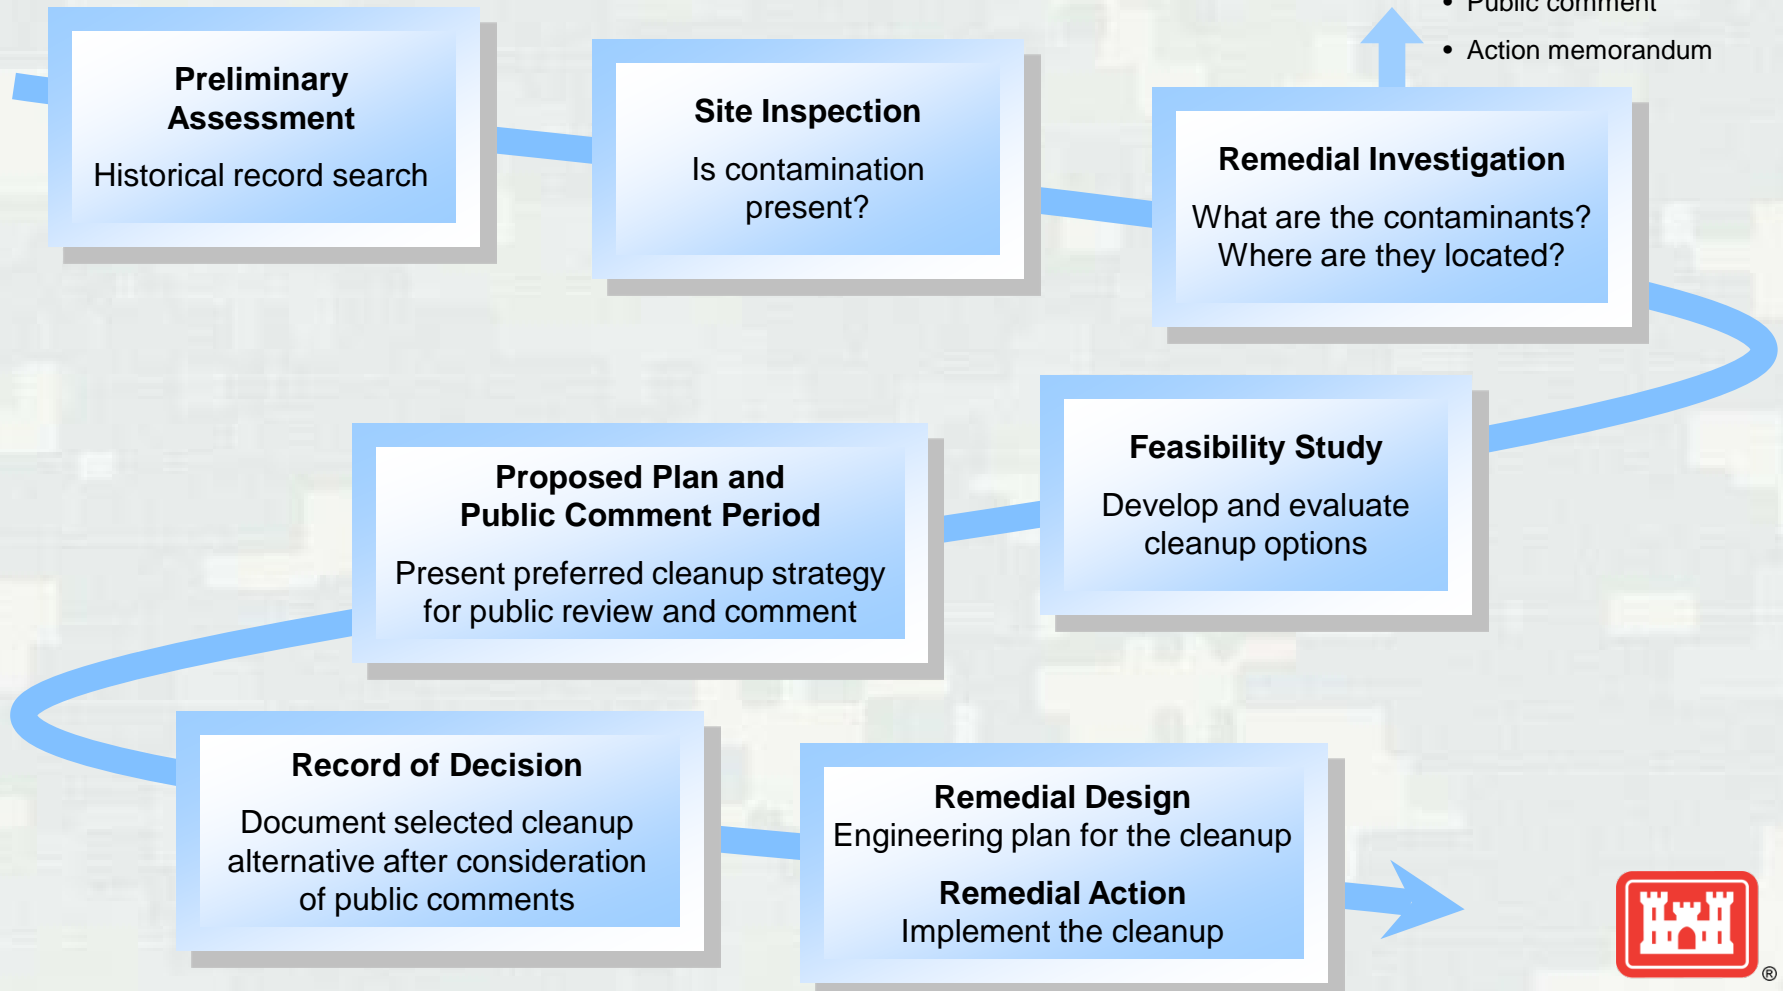 • Public comment
• Action memorandum
Preliminary
Assessment
Historical record search
Site Inspection
Is contamination
present?
Remedial Investigation
What are the contaminants?
Where are they located?
Feasibility Study
Develop and evaluate
cleanup options
Proposed Plan and
Public Comment Period
Present preferred cleanup strategy
for public review and comment
Record of Decision
Document selected cleanup
alternative after consideration
of public comments
Remedial Design
Engineering plan for the cleanup
Remedial Action
Implement the cleanup
®